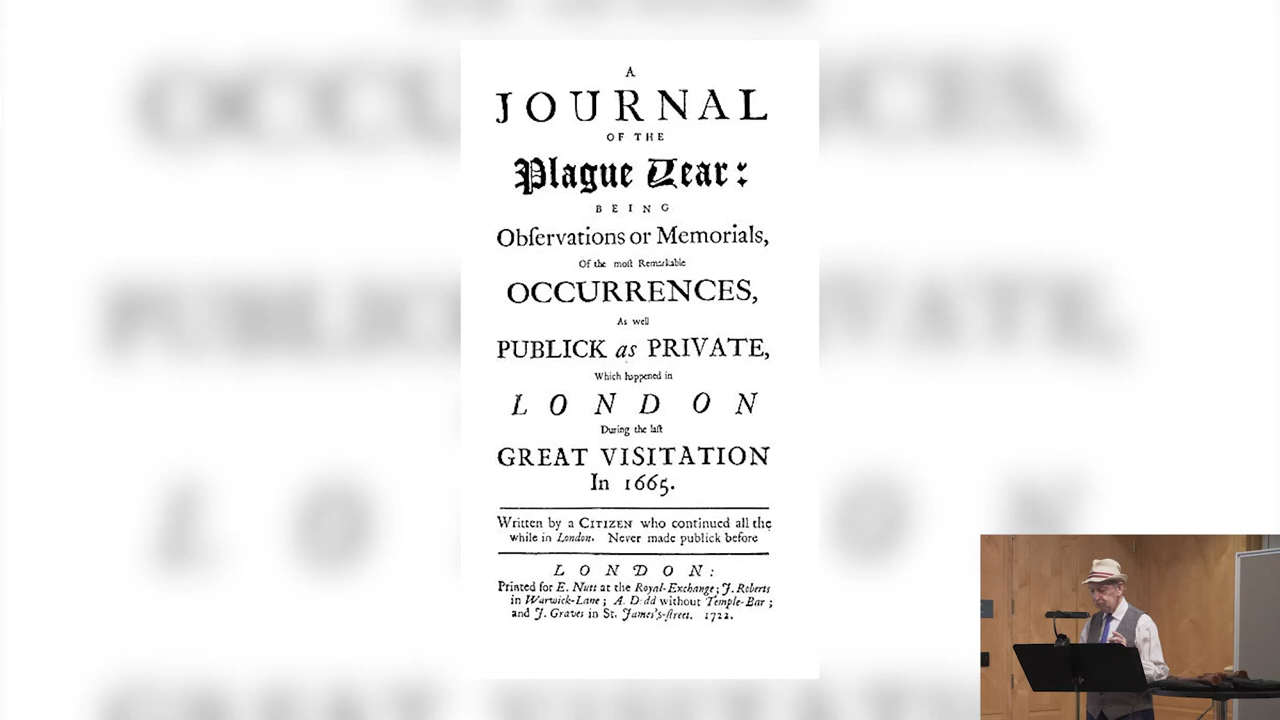 A
JOURNAL
OF THE
Plague Year:
BEING
Obſervations or Memorials,
Of the moſt Remarkable
OCCURRENCES,
As well
PUBLICK as PRIVATE,
Which happened in
LONDON
During the laſt
GREAT VISITATION
In 1665.
Written by a CITIZEN who continued all the
while in London. Never made publick before
LONDON:
Printed for E. Nutt at the Royal-Exchange; J. Roberts
in Warwick-Lane; A. Dodd without Temple-Bar;
and J. Graves in St. James's-ſtreet. 1722.